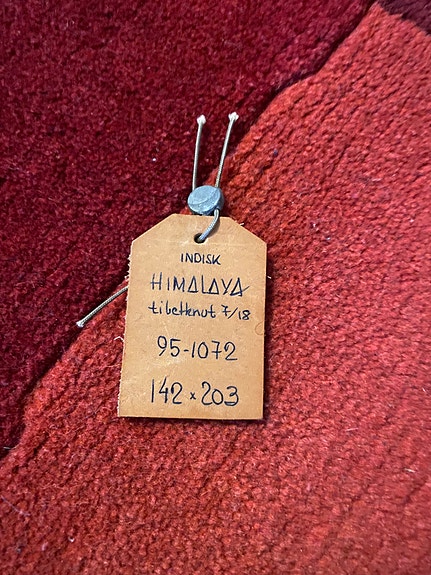 INDISK
HIMALAYA
tibetknut 7/18
95-1072
142 x 203